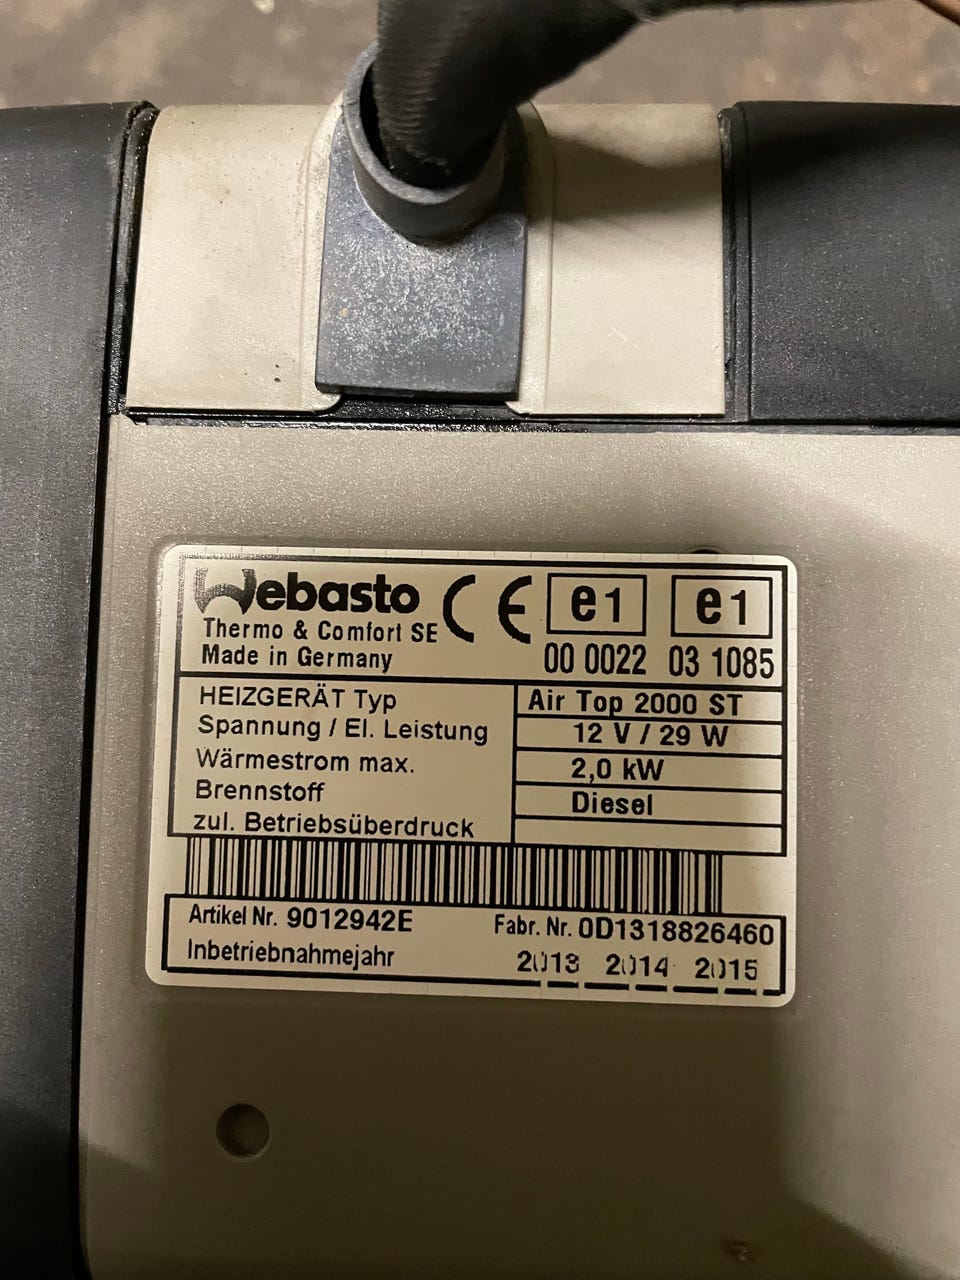 Webasto
Thermo & Comfort SE
Made in Germany
CE
e1
00 0022
e1
03 1085
HEIZGERÄT Typ Air Top 2000 ST
Spannung / El. Leistung 12 V / 29 W
Wärmestrom max. 2,0 kW
Brennstoff Diesel
zul. Betriebsüberdruck
Artikel Nr. 9012942E Fabr. Nr. 0D1318826460
Inbetriebnahmejahr 2013 2014 2015